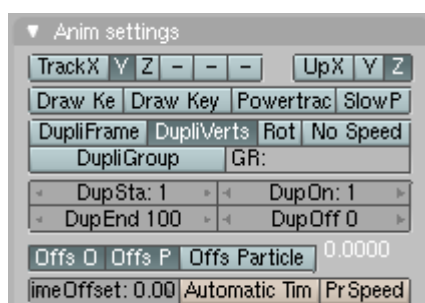 Anim settings
TrackX Y Z - - - UpX Y Z
Draw Ke Draw Key Powertrac SlowP
DupliFrame DupliVerts Rot No Speed
DupliGroup GR:
DupSta: 1 DupOn: 1
DupEnd 100 DupOff 0
Offs O Offs P Offs Particle 0.0000
imeOffset: 0.00 Automatic Tim PrSpeed